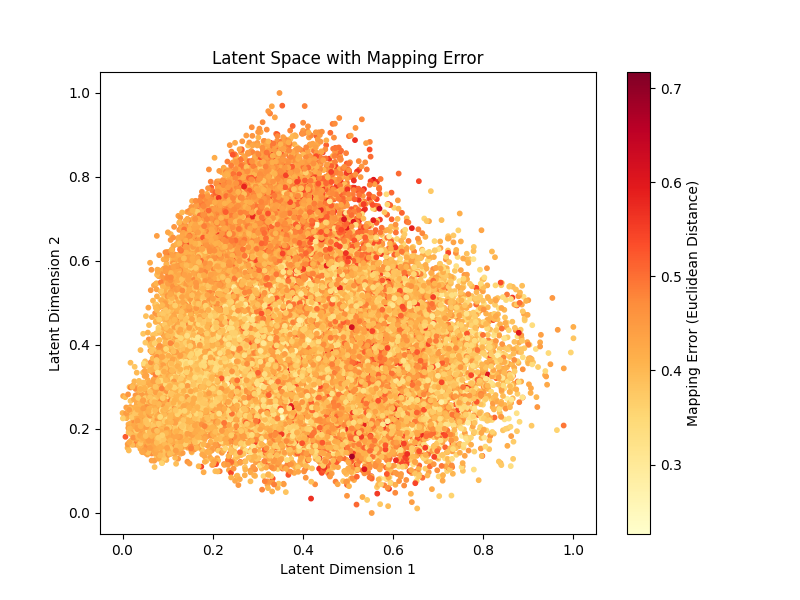 Latent Space with Mapping Error
1.0
0.8
0.6
0.4
0.2
0.0
Latent Dimension 2
0.0 0.2 0.4 0.6 0.8 1.0
Latent Dimension 1
0.7
0.6
0.5
0.4
0.3
Mapping Error (Euclidean Distance)